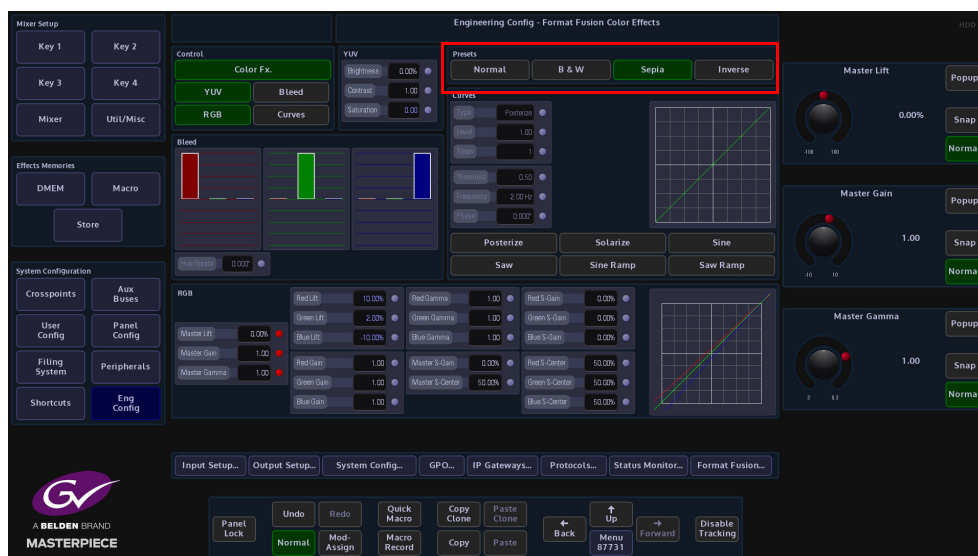 Mixer Setup
Engineering Config - Format Fusion Color Effects
HDD
Key 1
Key 2
Key 3
Key 4
Mixer
Util/Misc
Control
Color Fx.
YUV
Bleed
RGB
Curves
YUV
Brightness 0.00%
Contrast 1.00
Saturation 0.00
Presets
Normal
B & W
Sepia
Inverse
Curves
Type Posterize
Level 1.00
Steps 1
Threshold 0.50
Frequency 2.00 Hz
Phase 0.000°
Posterize
Solarize
Sine
Saw
Sine Ramp
Saw Ramp
Bleed
Hue Rotate 0.000°
Effects Memories
DMEM
Macro
Store
System Configuration
Crosspoints
Aux
Buses
User
Config
Panel
Config
Filing
System
Peripherals
Shortcuts
Eng
Config
RGB
Master Lift 0.00%
Master Gain 1.00
Master Gamma 1.00
Red Lift 10.00%
Green Lift 2.00%
Blue Lift -10.00%
Red Gain 1.00
Green Gain 1.00
Blue Gain 1.00
Red Gamma 1.00
Green Gamma 1.00
Blue Gamma 1.00
Master S-Gain 0.00%
Master S-Center 50.00%
Red S-Gain 0.00%
Green S-Gain 0.00%
Blue S-Gain 0.00%
Red S-Center 50.00%
Green S-Center 50.00%
Blue S-Center 50.00%
Master Lift
0.00%
-100 100
Popup
Snap
Normal
Master Gain
1.00
-10 10
Popup
Snap
Normal
Master Gamma
1.00
Popup
Snap
Normal
Input Setup...
Output Setup...
System Config...
GPO...
IP Gateways...
Protocols...
Status Monitor...
Format Fusion...
GV
A BELDEN BRAND
MASTERPIECE
Panel
Lock
Undo
Redo
Quick
Macro
Copy
Clone
Paste
Clone
Normal
Mod-
Assign
Macro
Record
Copy
Paste
Back
Up
Menu
87731
Forward
Disable
Tracking